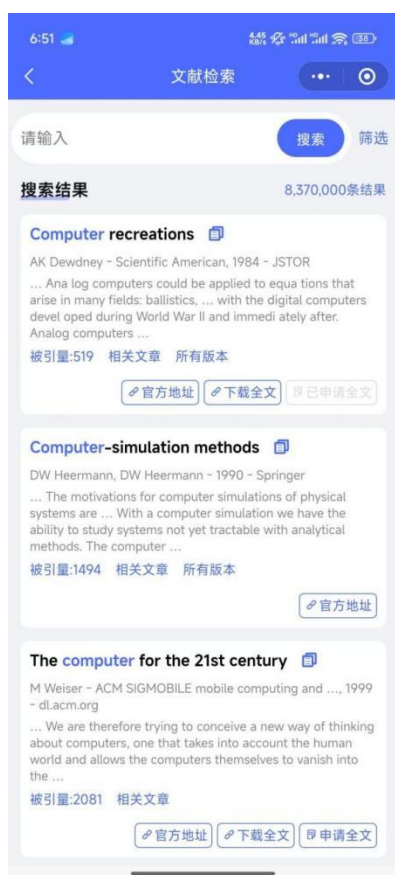 6:51
4.45 KB/s HD HD 38
文献检索
请输入
搜索
筛选
搜索结果
8,370,000条结果
Computer recreations
AK Dewdney - Scientific American, 1984 - JSTOR
... Ana log computers could be applied to equa tions that
arise in many fields: ballistics, ... with the digital computers
devel oped during World War II and immedi ately after.
Analog computers ...
被引量:519 相关文章 所有版本
官方地址 下载全文 已申请全文
Computer-simulation methods
DW Heermann, DW Heermann - 1990 - Springer
... The motivations for computer simulations of physical
systems are ... With a computer simulation we have the
ability to study systems not yet tractable with analytical
methods. The computer ...
被引量:1494 相关文章 所有版本
官方地址
The computer for the 21st century
M Weiser - ACM SIGMOBILE mobile computing and ..., 1999
- dl.acm.org
... We are therefore trying to conceive a new way of thinking
about computers, one that takes into account the human
world and allows the computers themselves to vanish into
the ...
被引量:2081 相关文章
官方地址 下载全文 申请全文